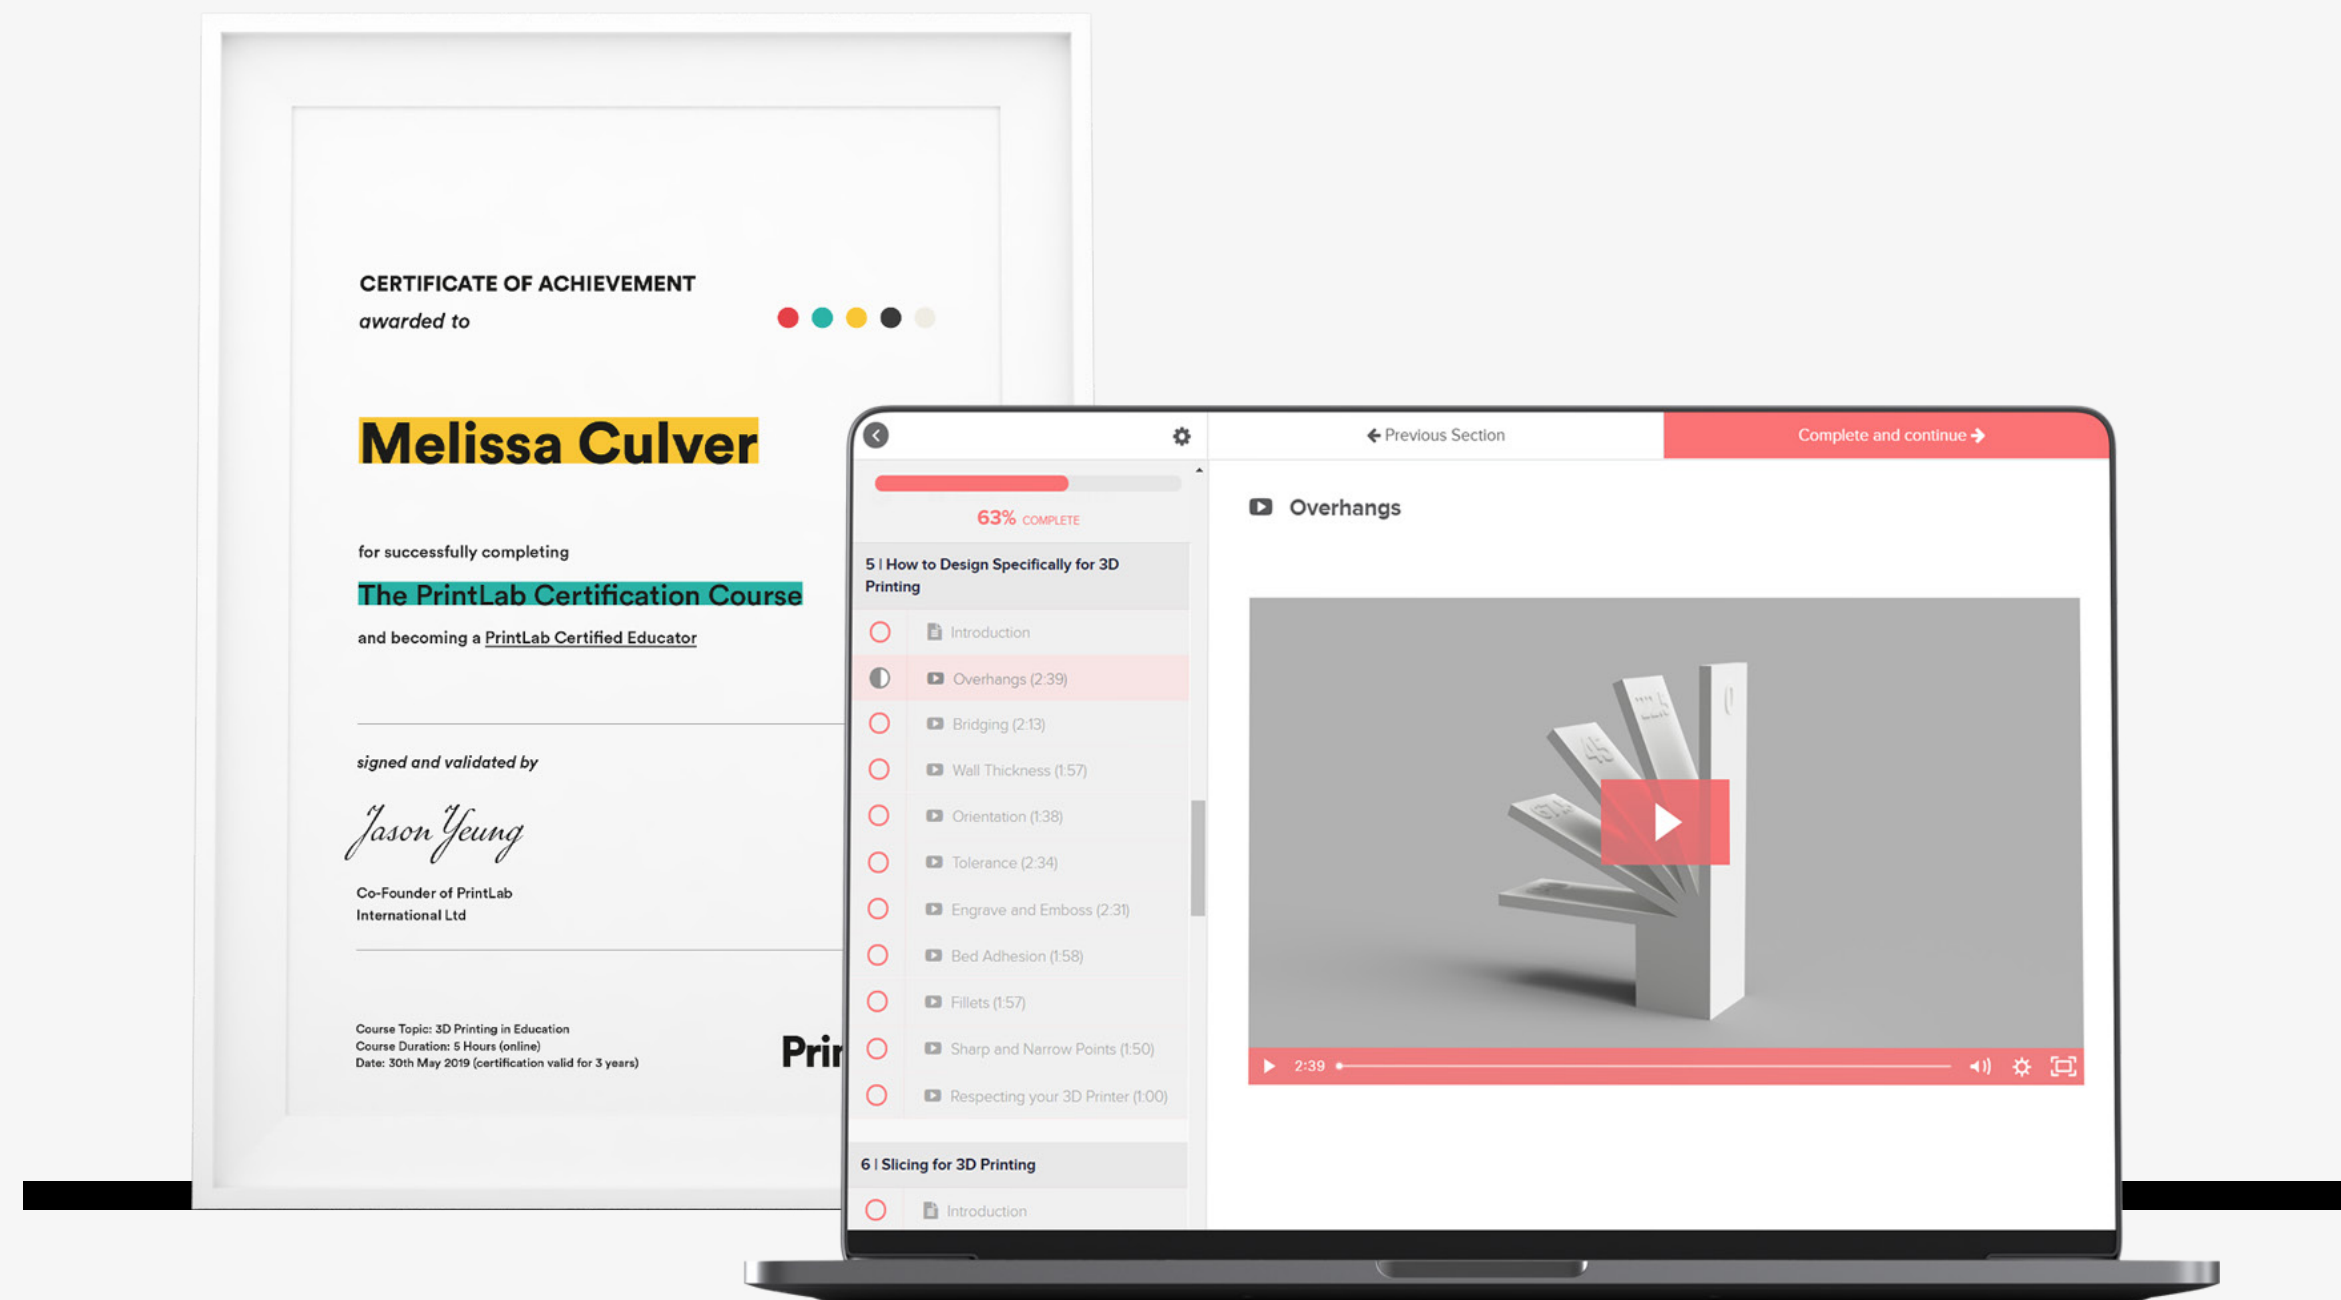 CERTIFICATE OF ACHIEVEMENT
awarded to
Melissa Culver
for successfully completing
The PrintLab Certification Course
and becoming a PrintLab Certified Educator
signed and validated by
Jason Yeung
Co-Founder of PrintLab
International Ltd
Course Topic: 3D Printing in Education
Course Duration: 5 Hours (online)
Date: 30th May 2019 (certification valid for 3 years)
Previous Section
Complete and continue
63% COMPLETE
5 | How to Design Specifically for 3D
Printing
Introduction
Overhangs (2:39)
Bridging (2:13)
Wall Thickness (1:57)
Orientation (1:38)
Tolerance (2:34)
Engrave and Emboss (2:31)
Bed Adhesion (1:58)
Fillets (1:57)
Sharp and Narrow Points (1:50)
Respecting your 3D Printer (1:00)
6 | Slicing for 3D Printing
Introduction
Overhangs
0
22.5
45
67.5
2:39